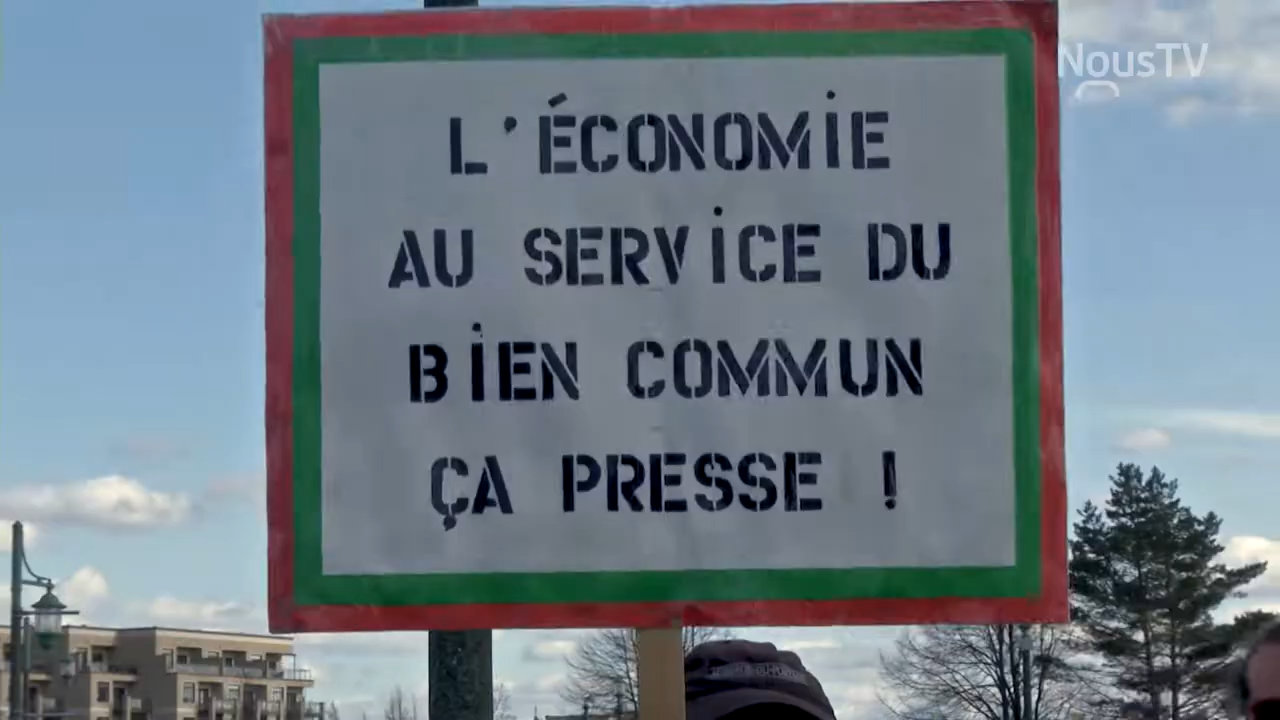 NousTV
L'ÉCONOMIE
AU SERVICE DU
BIEN COMMUN
ÇA PRESSE !